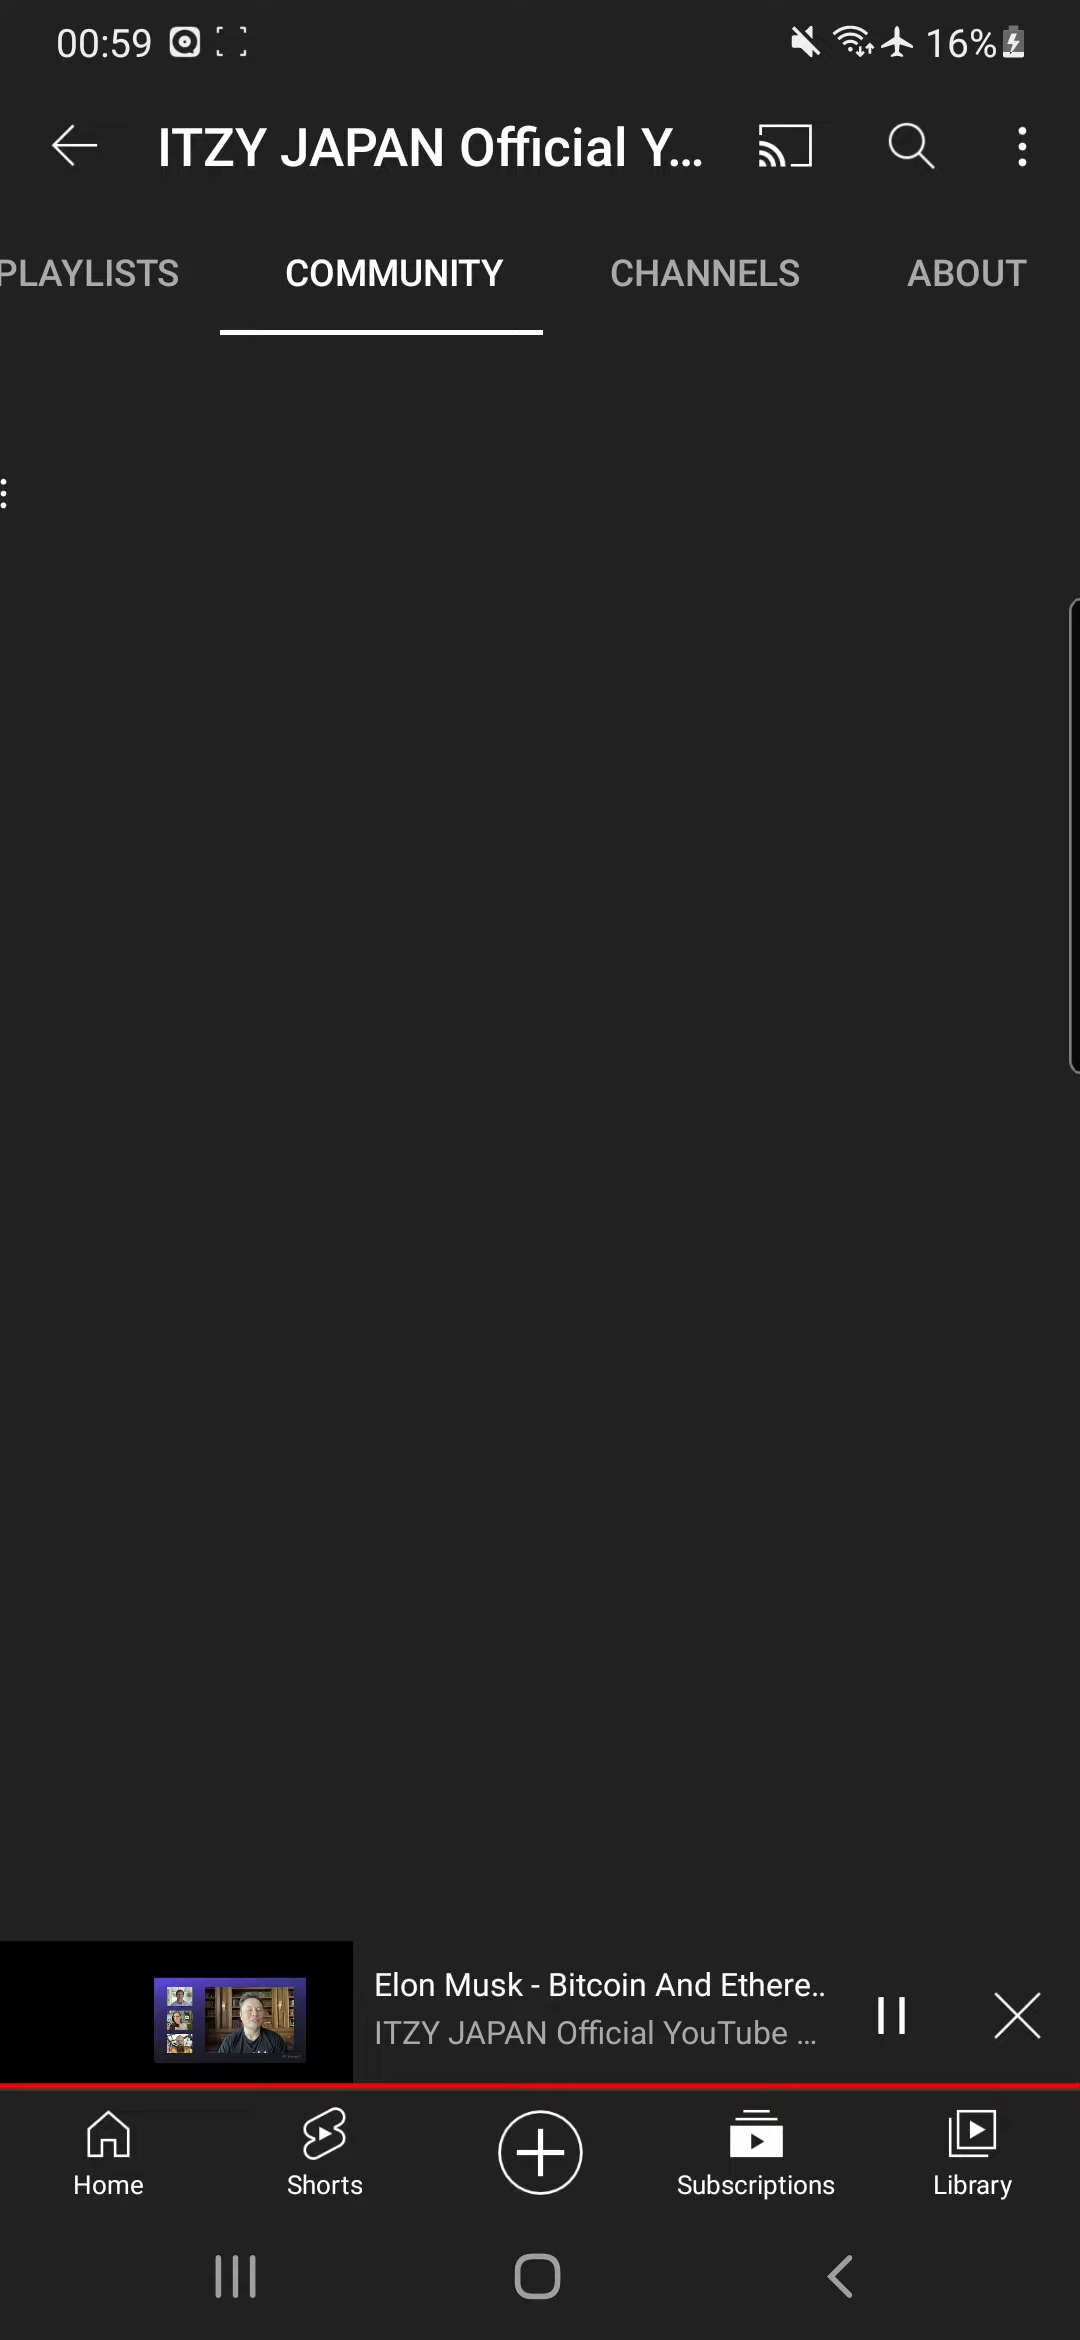 00:59 16%
ITZY JAPAN Official Y...
PLAYLISTS COMMUNITY CHANNELS ABOUT
Elon Musk - Bitcoin And Ethere..
ITZY JAPAN Official YouTube ...
Home Shorts Subscriptions Library